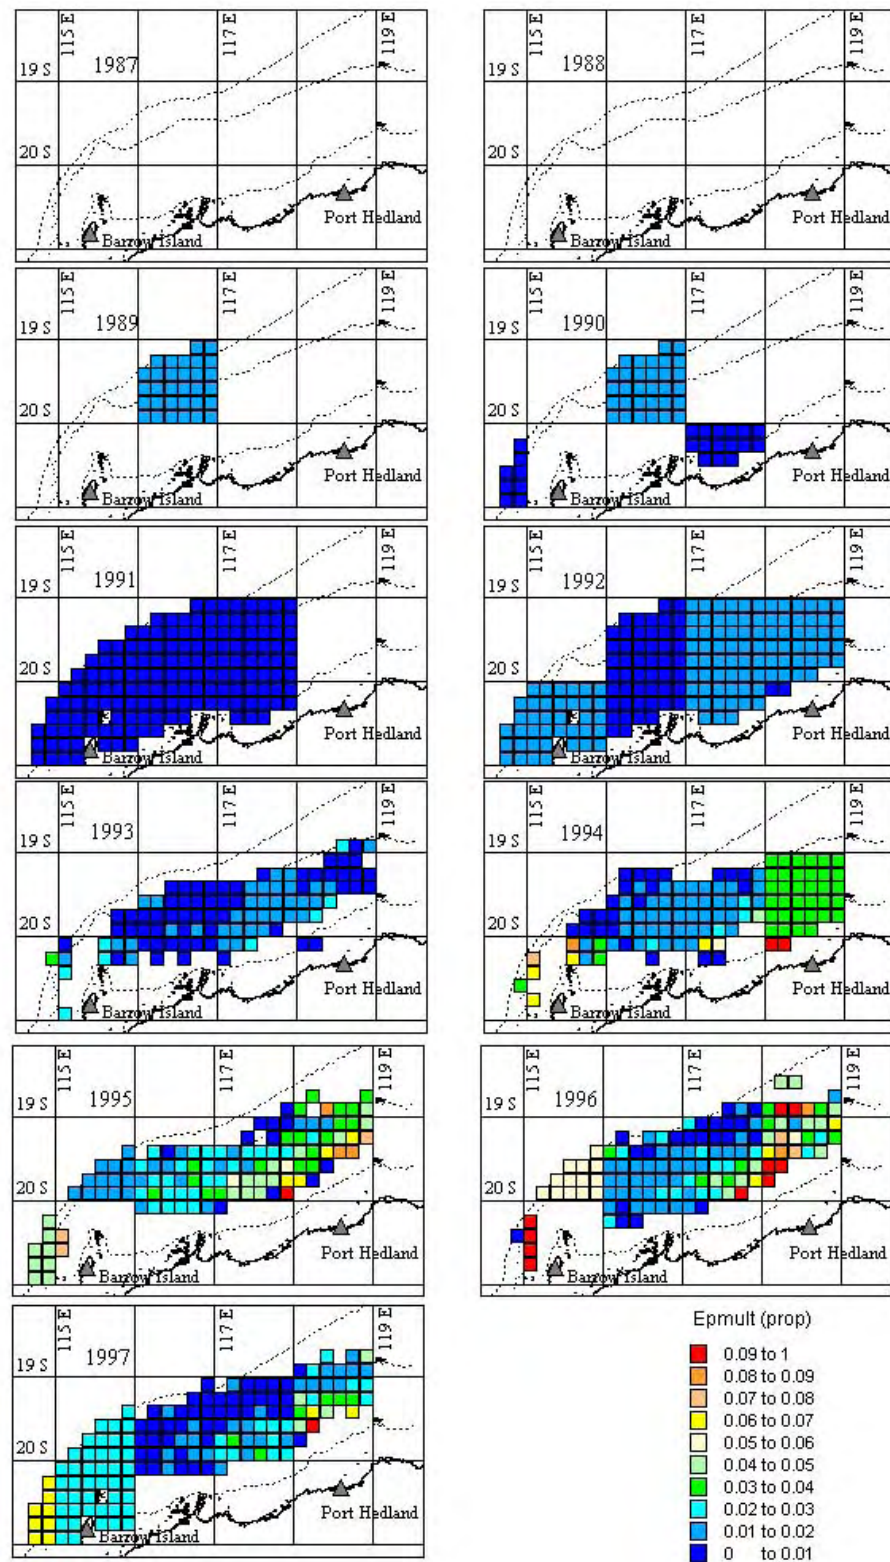 115 E
117 E
119 E
1987
19 S
20 S
Barrow Island
Port Hedland
115 E
117 E
119 E
1988
19 S
20 S
Barrow Island
Port Hedland
115 E
117 E
119 E
1989
19 S
20 S
Barrow Island
Port Hedland
115 E
117 E
119 E
1990
19 S
20 S
Barrow Island
Port Hedland
115 E
117 E
119 E
1991
19 S
20 S
Barrow Island
Port Hedland
115 E
117 E
119 E
1992
19 S
20 S
Barrow Island
Port Hedland
115 E
117 E
119 E
1993
19 S
20 S
Barrow Island
Port Hedland
115 E
117 E
119 E
1994
19 S
20 S
Barrow Island
Port Hedland
115 E
117 E
119 E
1995
19 S
20 S
Barrow Island
Port Hedland
115 E
117 E
119 E
1996
19 S
20 S
Barrow Island
Port Hedland
115 E
117 E
119 E
1997
19 S
20 S
Barrow Island
Port Hedland
Epmult (prop)
0.09 to 1
0.08 to 0.09
0.07 to 0.08
0.06 to 0.07
0.05 to 0.06
0.04 to 0.05
0.03 to 0.04
0.02 to 0.03
0.01 to 0.02
0 to 0.01